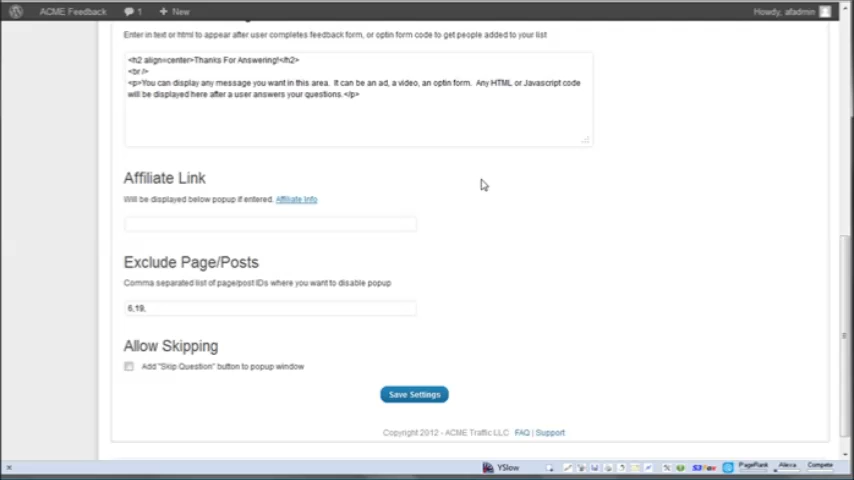 ACME Feedback 1 + New Howdy, afadmin
Enter in text or html to appear after user completes feedback form, or optin form code to get people added to your list
<h2 align=center>Thanks For Answering!</h2>
<br />
<p>You can display any message you want in this area. It can be an ad, a video, an optin form. Any HTML or Javascript code
will be displayed here after a user answers your questions.</p>
Affiliate Link
Will be displayed below popup if entered. Affiliate Info
Exclude Page/Posts
Comma separated list of page/post IDs where you want to disable popup
6,19,
Allow Skipping
Add "Skip Question" button to popup window
Save Settings
Copyright 2012 - ACME Traffic LLC FAQ | Support
YSlow PageRank Alexa Compete